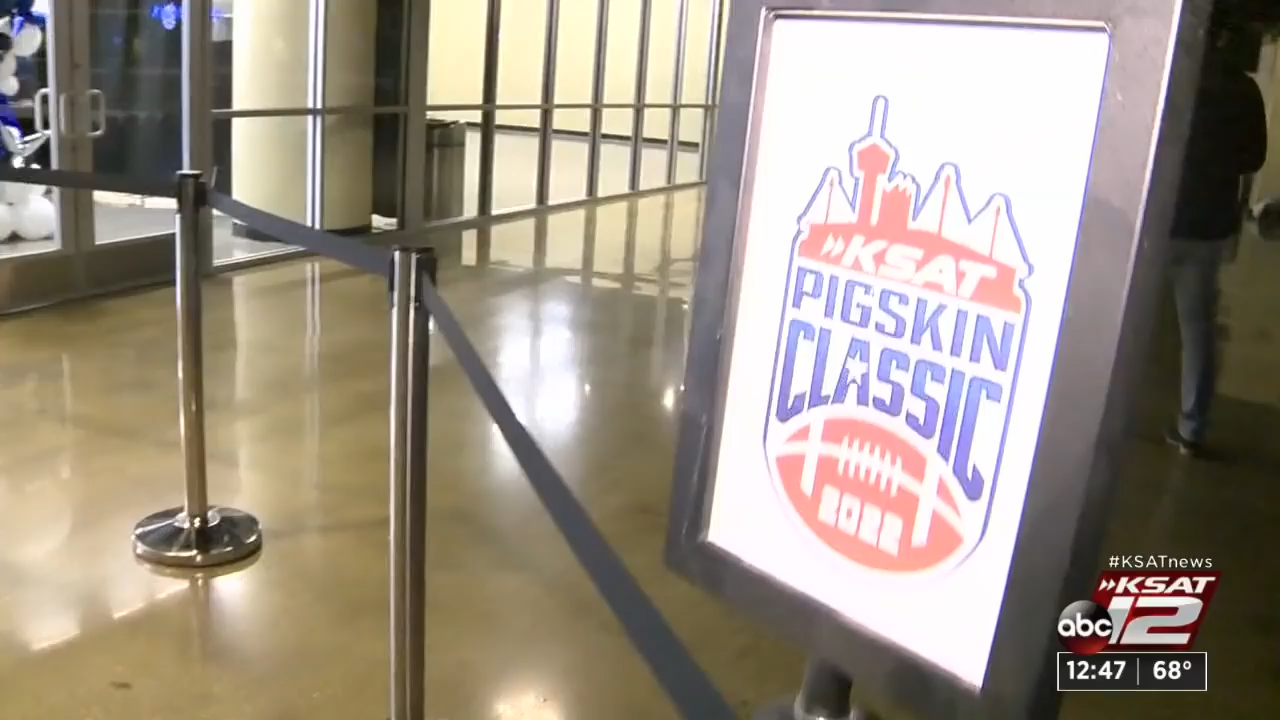 KSAT
PIGSKIN
CLASSIC
2022
#KSATnews
KSAT
abc 12
12:47 68°